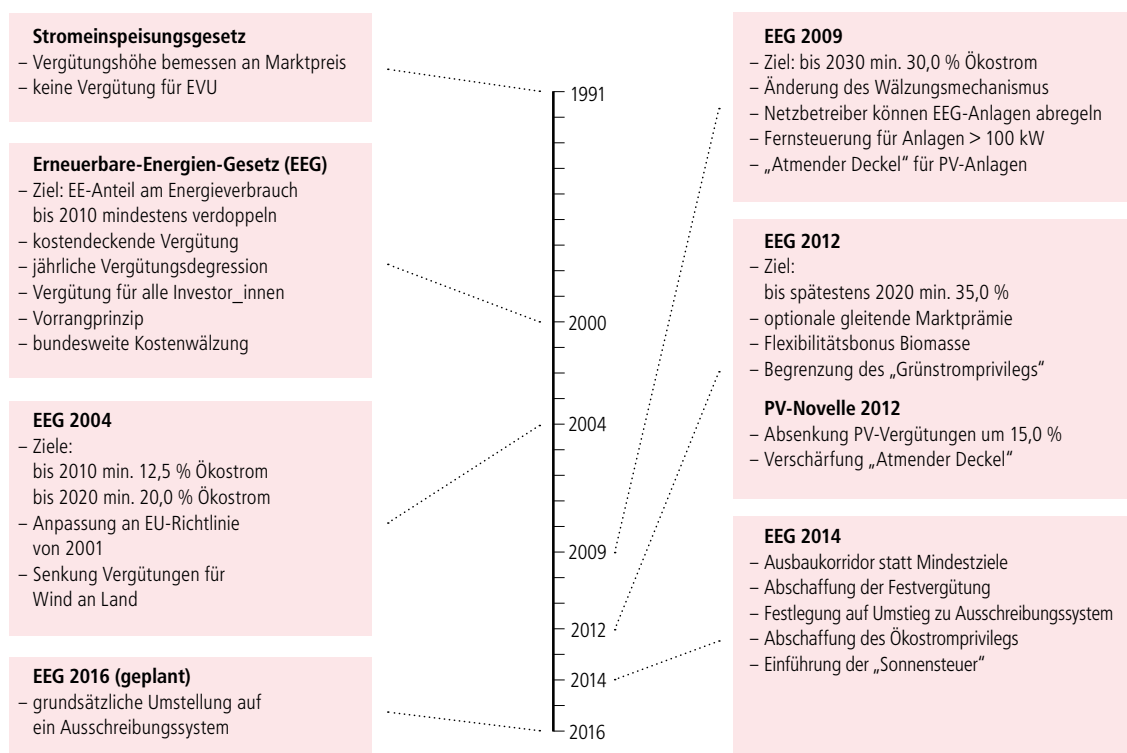 Stromeinspeisungsgesetz
– Vergütungshöhe bemessen an Marktpreis
– keine Vergütung für EVU
Erneuerbare-Energien-Gesetz (EEG)
– Ziel: EE-Anteil am Energieverbrauch
bis 2010 mindestens verdoppeln
– kostendeckende Vergütung
– jährliche Vergütungsdegression
– Vergütung für alle Investor_innen
– Vorrangprinzip
– bundesweite Kostenwälzung
EEG 2004
– Ziele:
bis 2010 min. 12,5 % Ökostrom
bis 2020 min. 20,0 % Ökostrom
– Anpassung an EU-Richtlinie
von 2001
– Senkung Vergütungen für
Wind an Land
EEG 2016 (geplant)
– grundsätzliche Umstellung auf
ein Ausschreibungssystem
1991
2000
2004
2009
2012
2014
2016
EEG 2009
– Ziel: bis 2030 min. 30,0 % Ökostrom
– Änderung des Wälzungsmechanismus
– Netzbetreiber können EEG-Anlagen abregeln
– Fernsteuerung für Anlagen > 100 kW
– „Atmender Deckel“ für PV-Anlagen
EEG 2012
– Ziel:
bis spätestens 2020 min. 35,0 %
– optionale gleitende Marktprämie
– Flexibilitätsbonus Biomasse
– Begrenzung des „Grünstromprivilegs“
PV-Novelle 2012
– Absenkung PV-Vergütungen um 15,0 %
– Verschärfung „Atmender Deckel“
EEG 2014
– Ausbaukorridor statt Mindestziele
– Abschaffung der Festvergütung
– Festlegung auf Umstieg zu Ausschreibungssystem
– Abschaffung des Ökostromprivilegs
– Einführung der „Sonnensteuer“